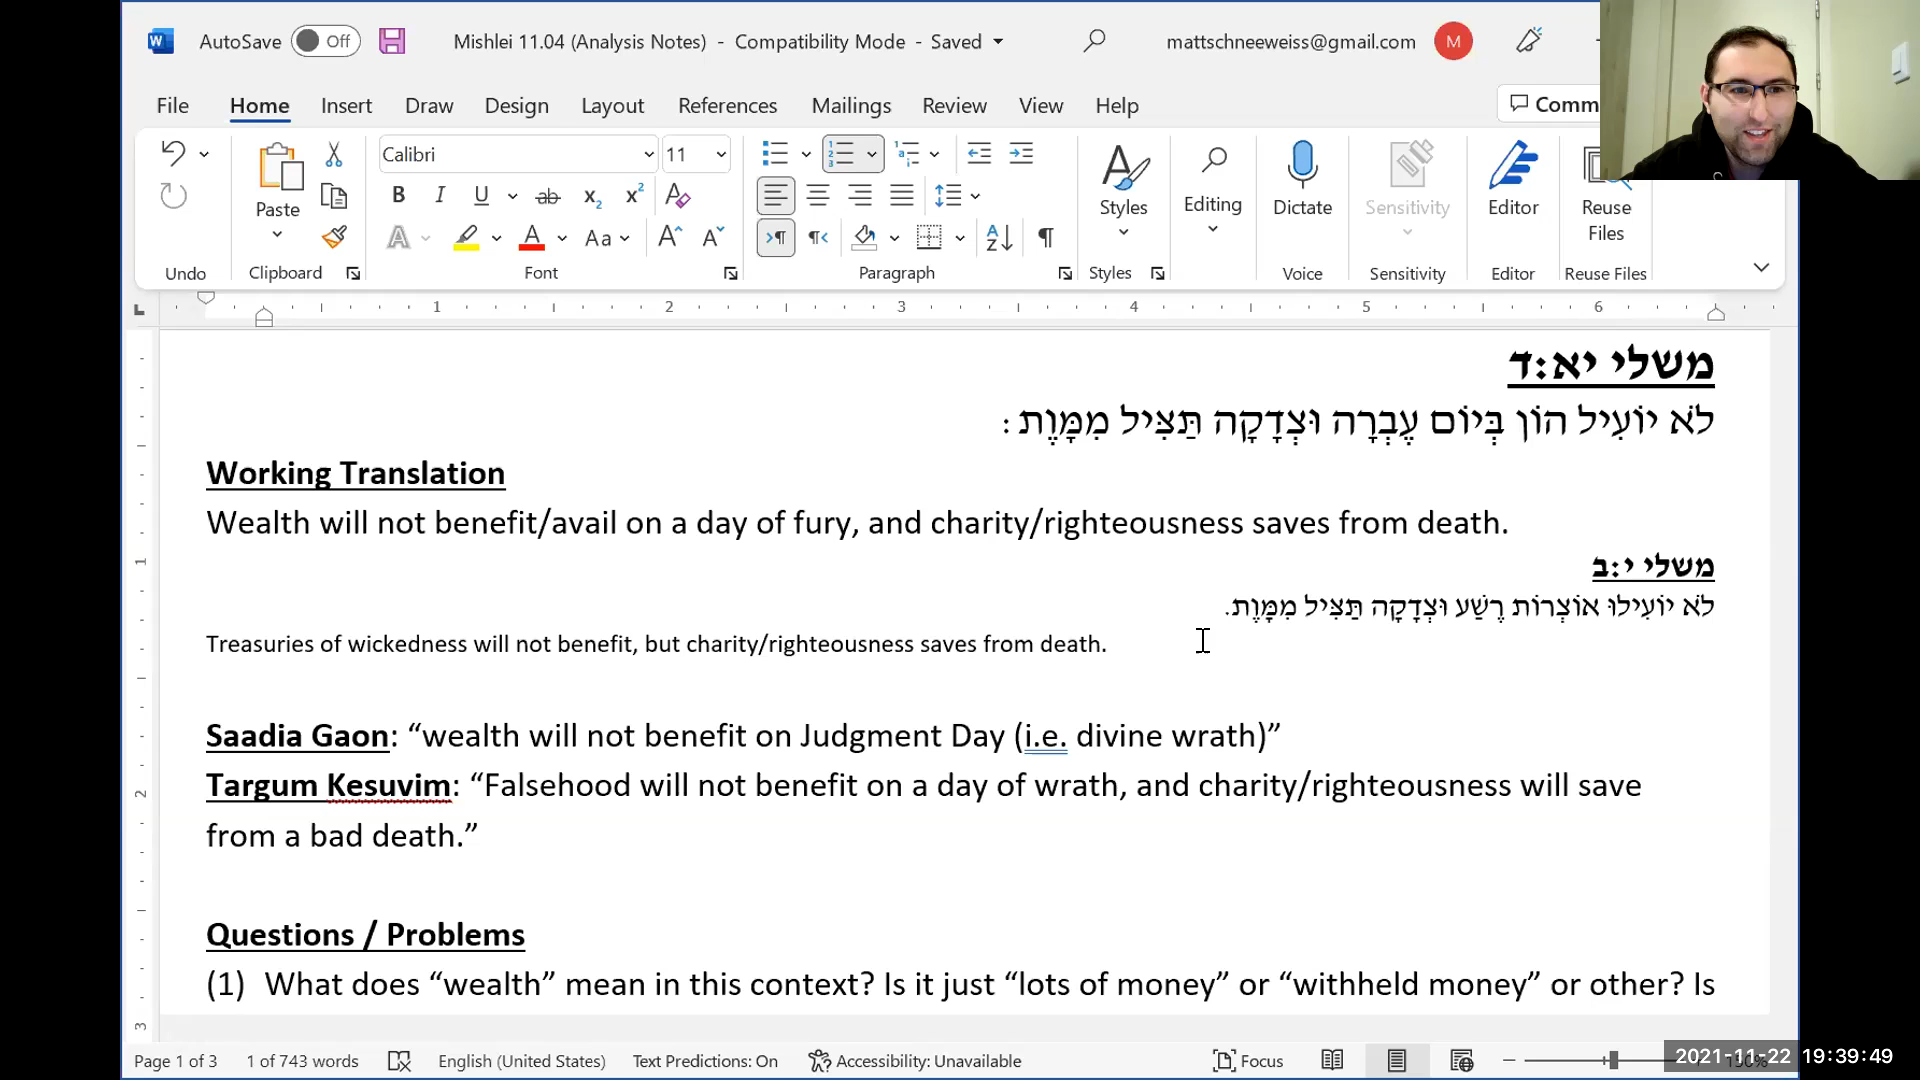 AutoSave Off Mishlei 11.04 (Analysis Notes) - Compatibility Mode - Saved mattschneeweiss@gmail.com M
File Home Insert Draw Design Layout References Mailings Review View Help Comm
Calibri 11
Paste Styles Editing Dictate Sensitivity Editor Reuse Files
Undo Clipboard Font Paragraph Styles Voice Sensitivity Editor Reuse Files
1 2 3 4 5 6
משלי יא:ד
לֹא יוֹעִיל הוֹן בְּיוֹם עֶבְרָה וּצְדָקָה תַּצִּיל מִמָּוֶת :
Working Translation
Wealth will not benefit/avail on a day of fury, and charity/righteousness saves from death.
משלי י:ב
לֹא יוֹעִילוּ אוֹצְרוֹת רֶשַׁע וּצְדָקָה תַּצִּיל מִמָּוֶת.
Treasuries of wickedness will not benefit, but charity/righteousness saves from death.
Saadia Gaon: “wealth will not benefit on Judgment Day (i.e. divine wrath)”
Targum Kesuvim: “Falsehood will not benefit on a day of wrath, and charity/righteousness will save
from a bad death.”
Questions / Problems
(1) What does “wealth” mean in this context? Is it just “lots of money” or “withheld money” or other? Is
Page 1 of 3 1 of 743 words English (United States) Text Predictions: On Accessibility: Unavailable Focus
2021-11-22 19:39:49